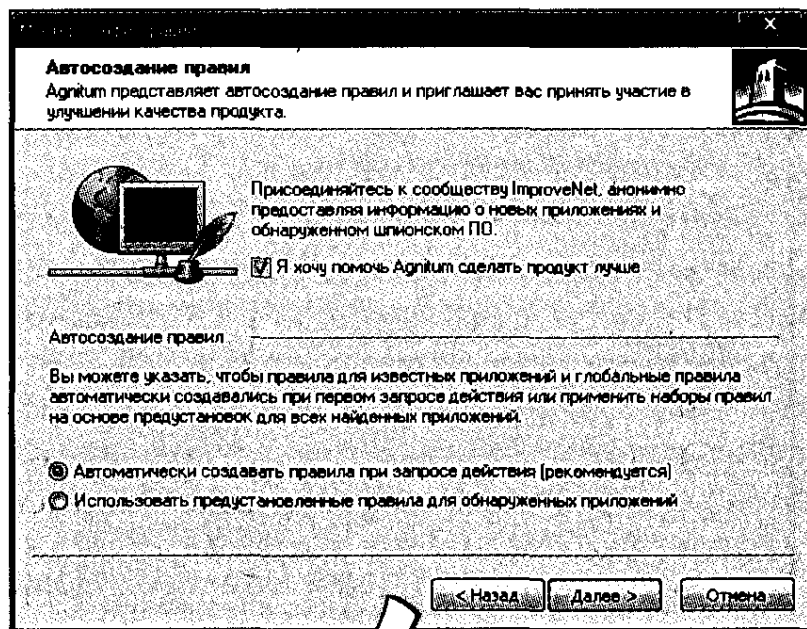 Автосоздание правил
Agnitum представляет автосоздание правил и приглашает вас принять участие в
улучшении качества продукта.
Присоединяйтесь к сообществу ImproveNet, анонимно
предоставляя информацию о новых приложениях и
обнаруженном шпионском ПО.
Я хочу помочь Agnitum сделать продукт лучше
Автосоздание правил
Вы можете указать, чтобы правила для известных приложений и глобальные правила
автоматически создавались при первом запросе действия или применить наборы правил
на основе предустановок для всех найденных приложений.
Автоматически создавать правила при запросе действия (рекомендуется)
Использовать предустановленные правила для обнаруженных приложений
< Назад
Далее >
Отмена